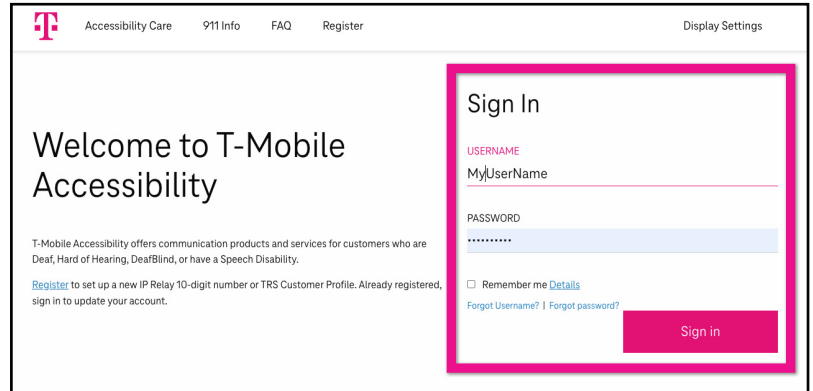 T Accessibility Care 911 Info FAQ Register Display Settings
Welcome to T-Mobile
Accessibility
T-Mobile Accessibility offers communication products and services for customers who are
Deaf, Hard of Hearing, DeafBlind, or have a Speech Disability.
Register to set up a new IP Relay 10-digit number or TRS Customer Profile. Already registered,
sign in to update your account.
Sign In
USERNAME
MyUserName
PASSWORD
••••••••••
Remember me Details
Forgot Username? | Forgot password?
Sign in